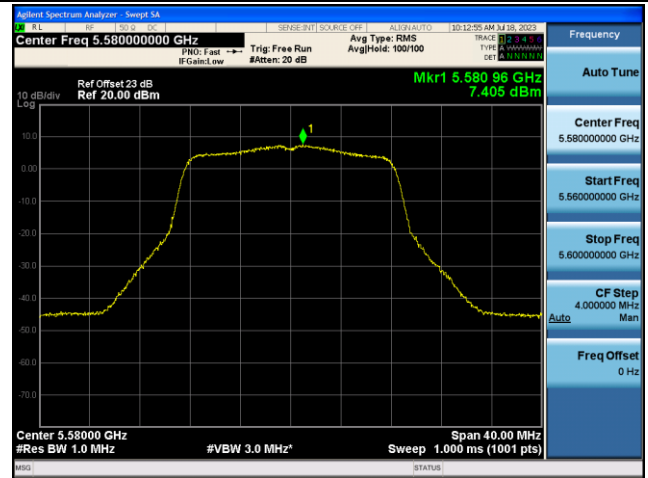 Agilent Spectrum Analyzer - Swept SA
RL RF 50 Ω DC SENSE:INT SOURCE OFF ALIGN AUTO 10:12:55 AM Jul 18, 2023
Center Freq 5.580000000 GHz
PNO: Fast
IFGain:Low
Trig: Free Run
#Atten: 20 dB
Avg Type: RMS
Avg|Hold: 100/100
TRACE 1 2 3 4 5 6
TYPE A
DET A N N N N N
Mkr1 5.580 96 GHz
7.405 dBm
Ref Offset 23 dB
10 dB/div Ref 20.00 dBm
Log
1
10.0
0.00
-10.0
-20.0
-30.0
-40.0
-50.0
-60.0
-70.0
Center 5.58000 GHz Span 40.00 MHz
#Res BW 1.0 MHz #VBW 3.0 MHz* Sweep 1.000 ms (1001 pts)
MSG STATUS
Frequency
Auto Tune
Center Freq
5.580000000 GHz
Start Freq
5.560000000 GHz
Stop Freq
5.600000000 GHz
CF Step
4.000000 MHz
Auto Man
Freq Offset
0 Hz